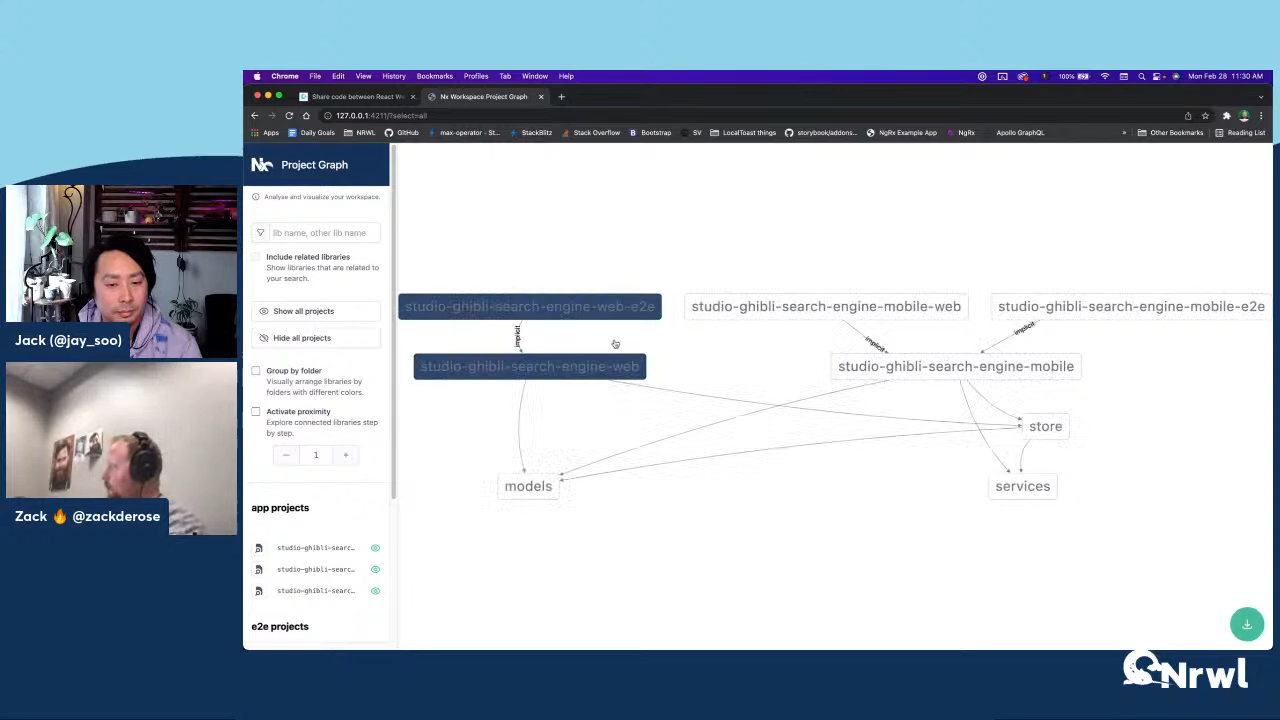 Chrome File Edit View History Bookmarks Profiles Tab Window Help
100% Mon Feb 28 11:30 AM
Share code between React We
Nx Workspace Project Graph
127.0.0.1:4211/?select=all
Apps Daily Goals NRWL GitHub max-operator - St... StackBlitz Stack Overflow Bootstrap SV LocalToast things storybook/addons... NgRx Example App NgRx Apollo GraphQL » Other Bookmarks Reading List
Nx Project Graph
Analyse and visualize your workspace.
lib name, other lib name
Include related libraries
Show libraries that are related to
your search.
Show all projects
Hide all projects
Group by folder
Visually arrange libraries by
folders with different colors.
Activate proximity
Explore connected libraries step
by step.
− 1 +
app projects
studio-ghibli-searc…
studio-ghibli-searc…
studio-ghibli-searc…
e2e projects
studio-ghibli-search-engine-web-e2e
studio-ghibli-search-engine-mobile-web
studio-ghibli-search-engine-mobile-e2e
implicit
implicit
implicit
studio-ghibli-search-engine-web
studio-ghibli-search-engine-mobile
store
models
services
Jack (@jay_soo)
Zack 🔥 @zackderose
Nrwl